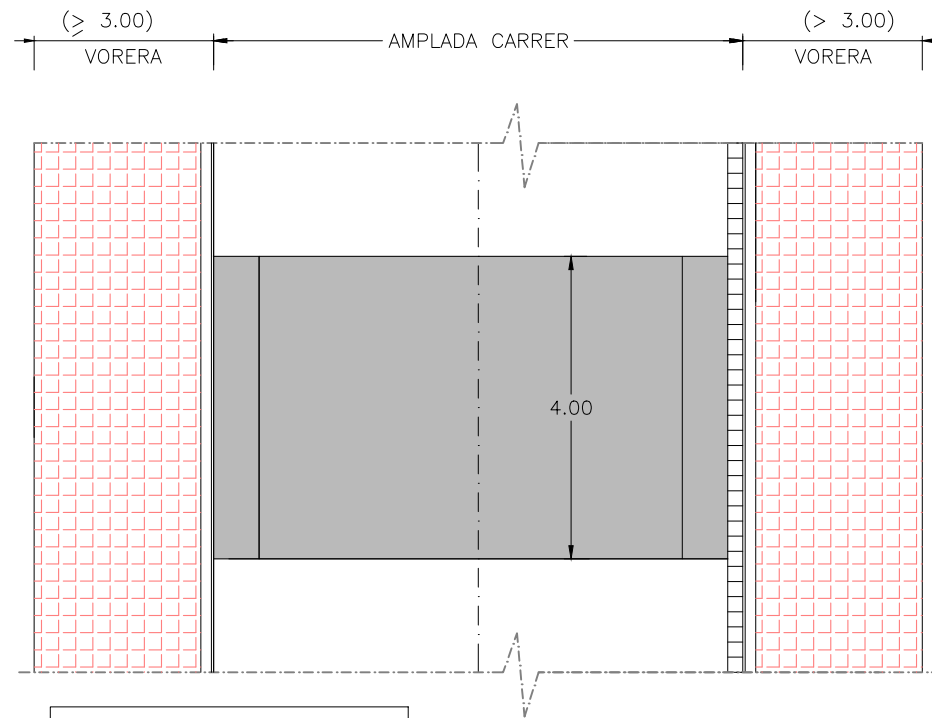 (≥ 3.00)
VORERA
AMPLADA CARRER
(> 3.00)
VORERA
4.00